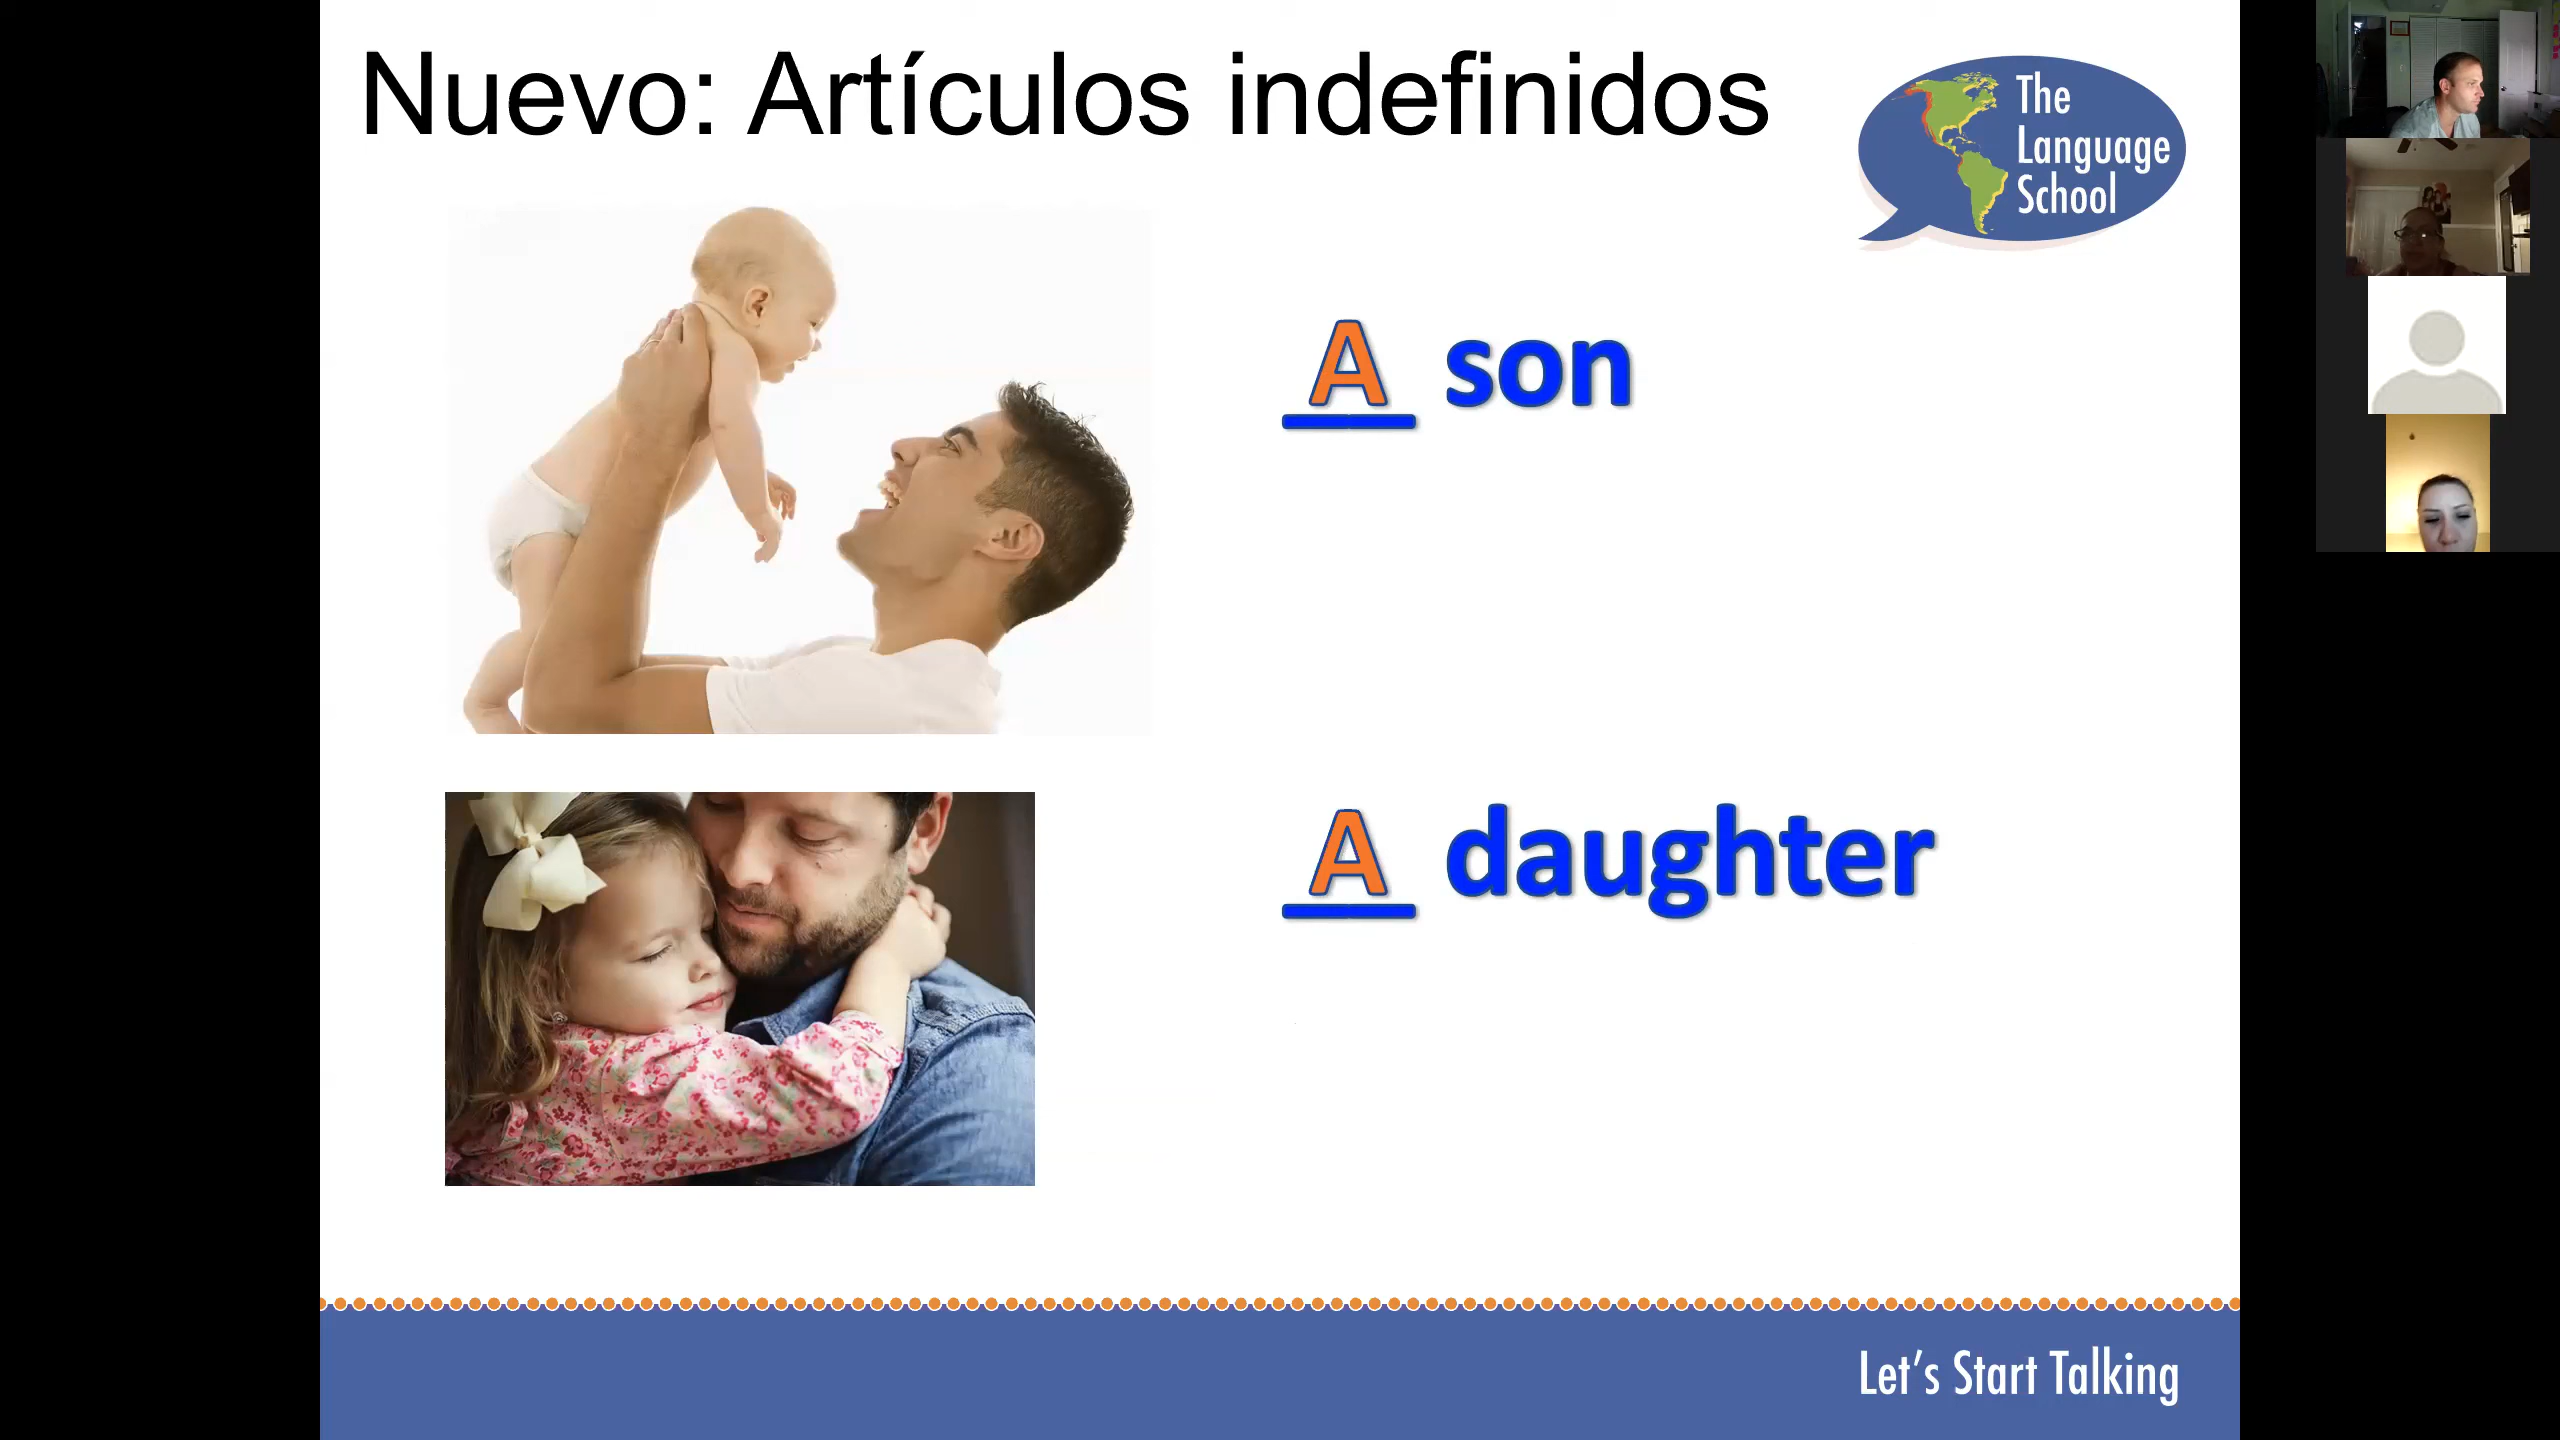 Nuevo: Artículos indefinidos
The
Language
School
A son
A daughter
Let's Start Talking